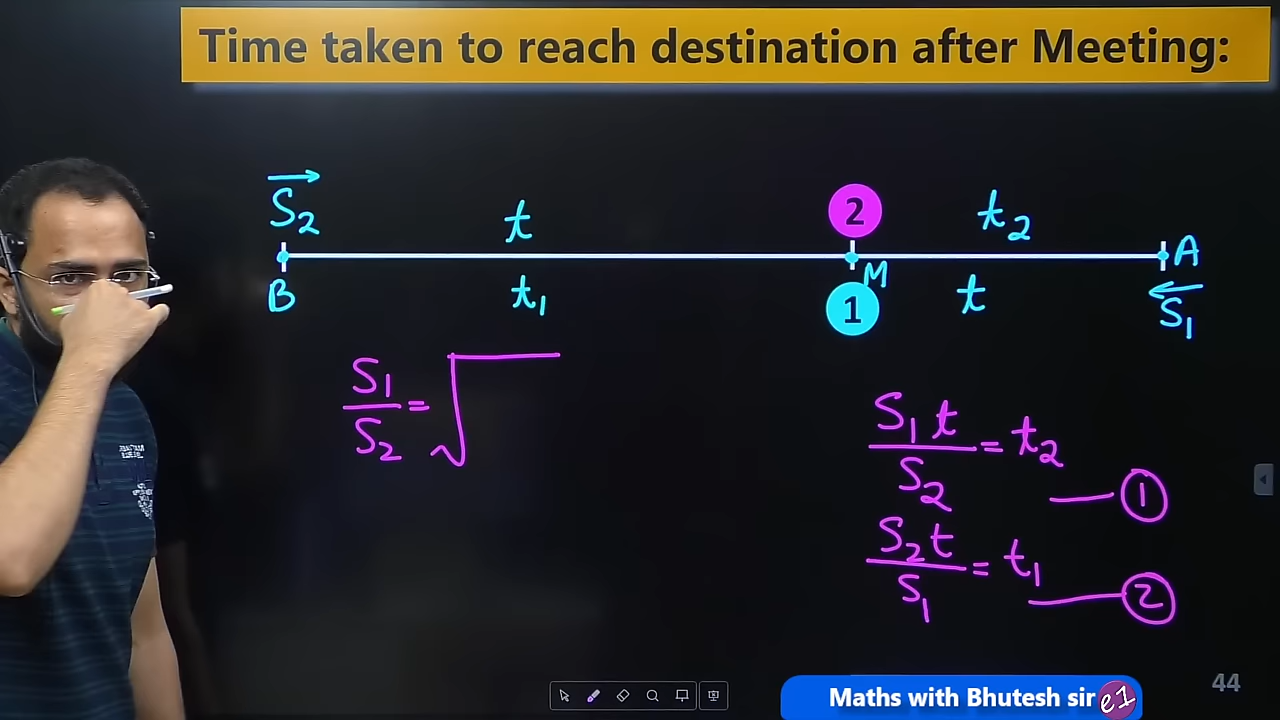 Time taken to reach destination after Meeting:
S₂
t
2
t₂
B
t₁
M
1
t
A
S₁
S₁/S₂ = √
S₁t/S₂ = t₂ — ①
S₂t/S₁ = t₁ — ②
Maths with Bhutesh sir e1
44